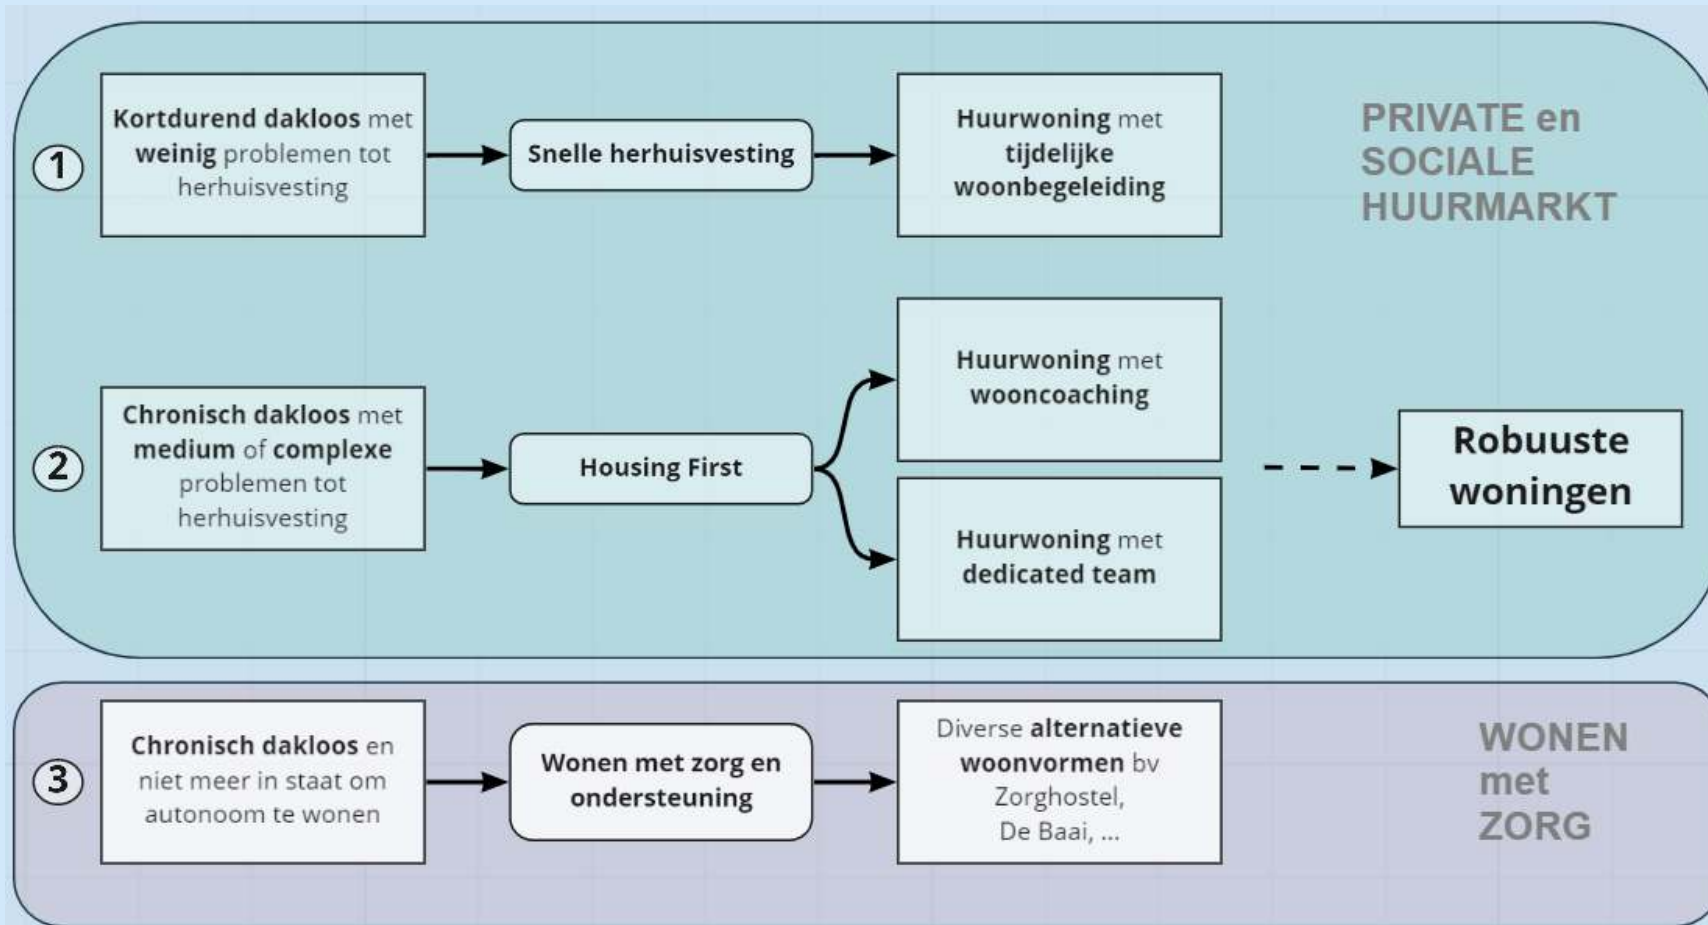 1
Kortdurend dakloos met
weinig problemen tot
herhuisvesting
Snelle herhuisvesting
Huurwoning met
tijdelijke
woonbegeleiding
PRIVATE en
SOCIALE
HUURMARKT
2
Chronisch dakloos met
medium of complexe
problemen tot
herhuisvesting
Housing First
Huurwoning met
wooncoaching
Huurwoning met
dedicated team
Robuuste
woningen
3
Chronisch dakloos en
niet meer in staat om
autonoom te wonen
Wonen met zorg en
ondersteuning
Diverse alternatieve
woonvormen bv
Zorghostel,
De Baai, ...
WONEN
met
ZORG